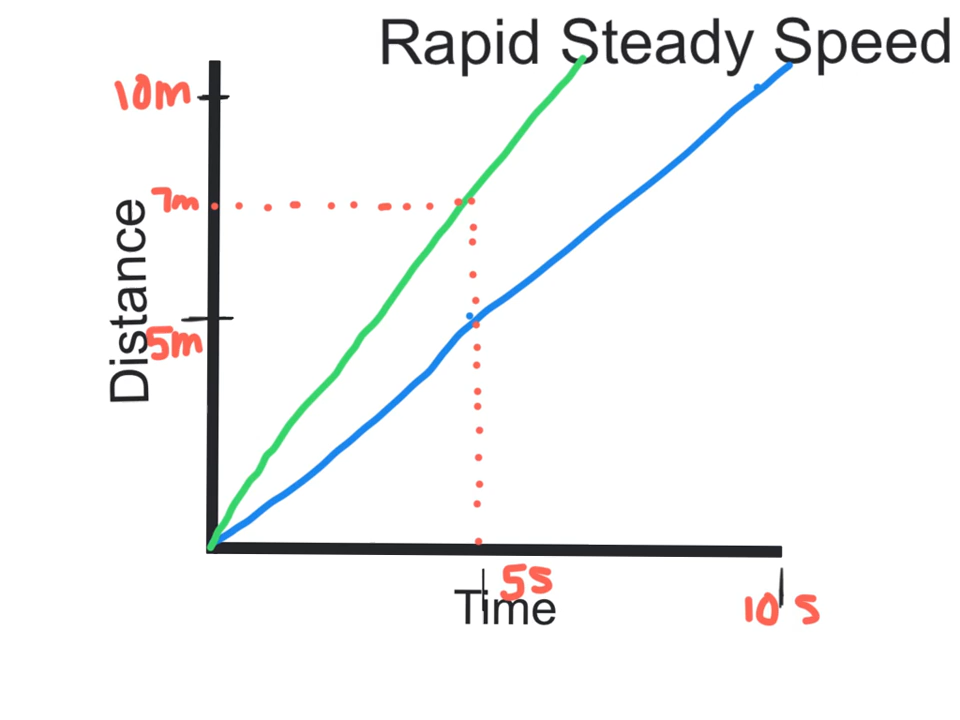 Rapid Steady Speed
10m
7m
Distance
5m
5s
Time
10 s